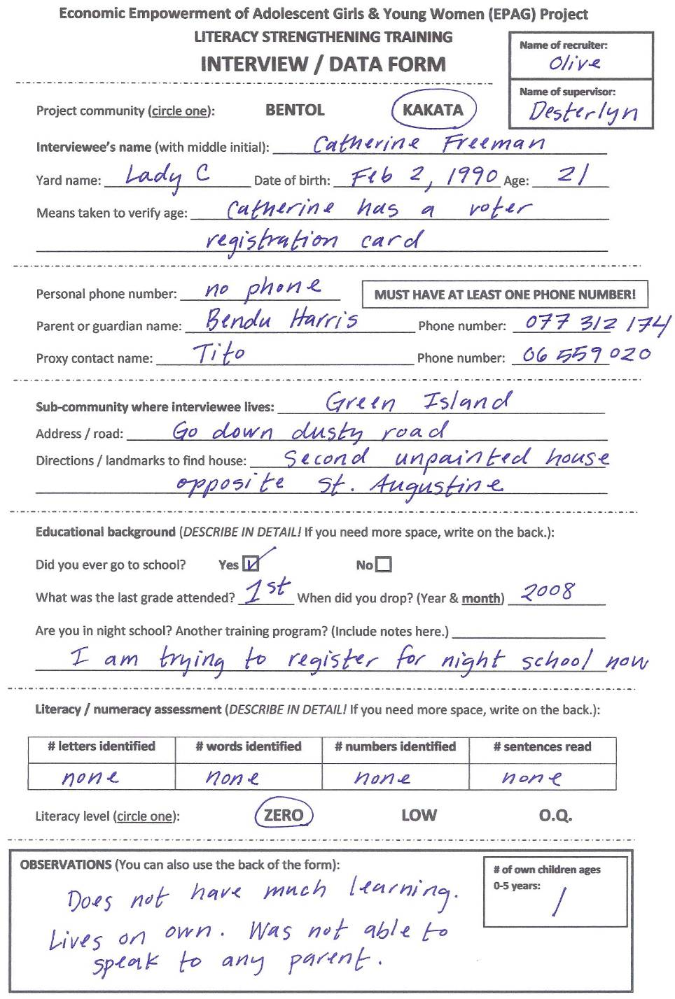 Economic Empowerment of Adolescent Girls & Young Women (EPAG) Project
LITERACY STRENGTHENING TRAINING
INTERVIEW / DATA FORM
Name of recruiter:
Olive
Name of supervisor:
Desterlyn
Project community (circle one): BENTOL KAKATA
Interviewee's name (with middle initial): Catherine Freeman
Yard name: Lady C Date of birth: Feb 2, 1990 Age: 21
Means taken to verify age: Catherine has a voter
registration card
Personal phone number: no phone MUST HAVE AT LEAST ONE PHONE NUMBER!
Parent or guardian name: Bendu Harris Phone number: 077 312 174
Proxy contact name: Tito Phone number: 06 559 020
Sub-community where interviewee lives: Green Island
Address / road: Go down dusty road
Directions / landmarks to find house: Second unpainted house
opposite St. Augustine
Educational background (DESCRIBE IN DETAIL! If you need more space, write on the back.):
Did you ever go to school? Yes No
What was the last grade attended? 1st When did you drop? (Year & month) 2008
Are you in night school? Another training program? (Include notes here.)
I am trying to register for night school now
Literacy / numeracy assessment (DESCRIBE IN DETAIL! If you need more space, write on the back.):
# letters identified # words identified # numbers identified # sentences read
none none none none
Literacy level (circle one): ZERO LOW O.Q.
OBSERVATIONS (You can also use the back of the form):
# of own children ages
0-5 years:
1
Does not have much learning.
Lives on own. Was not able to
speak to any parent.